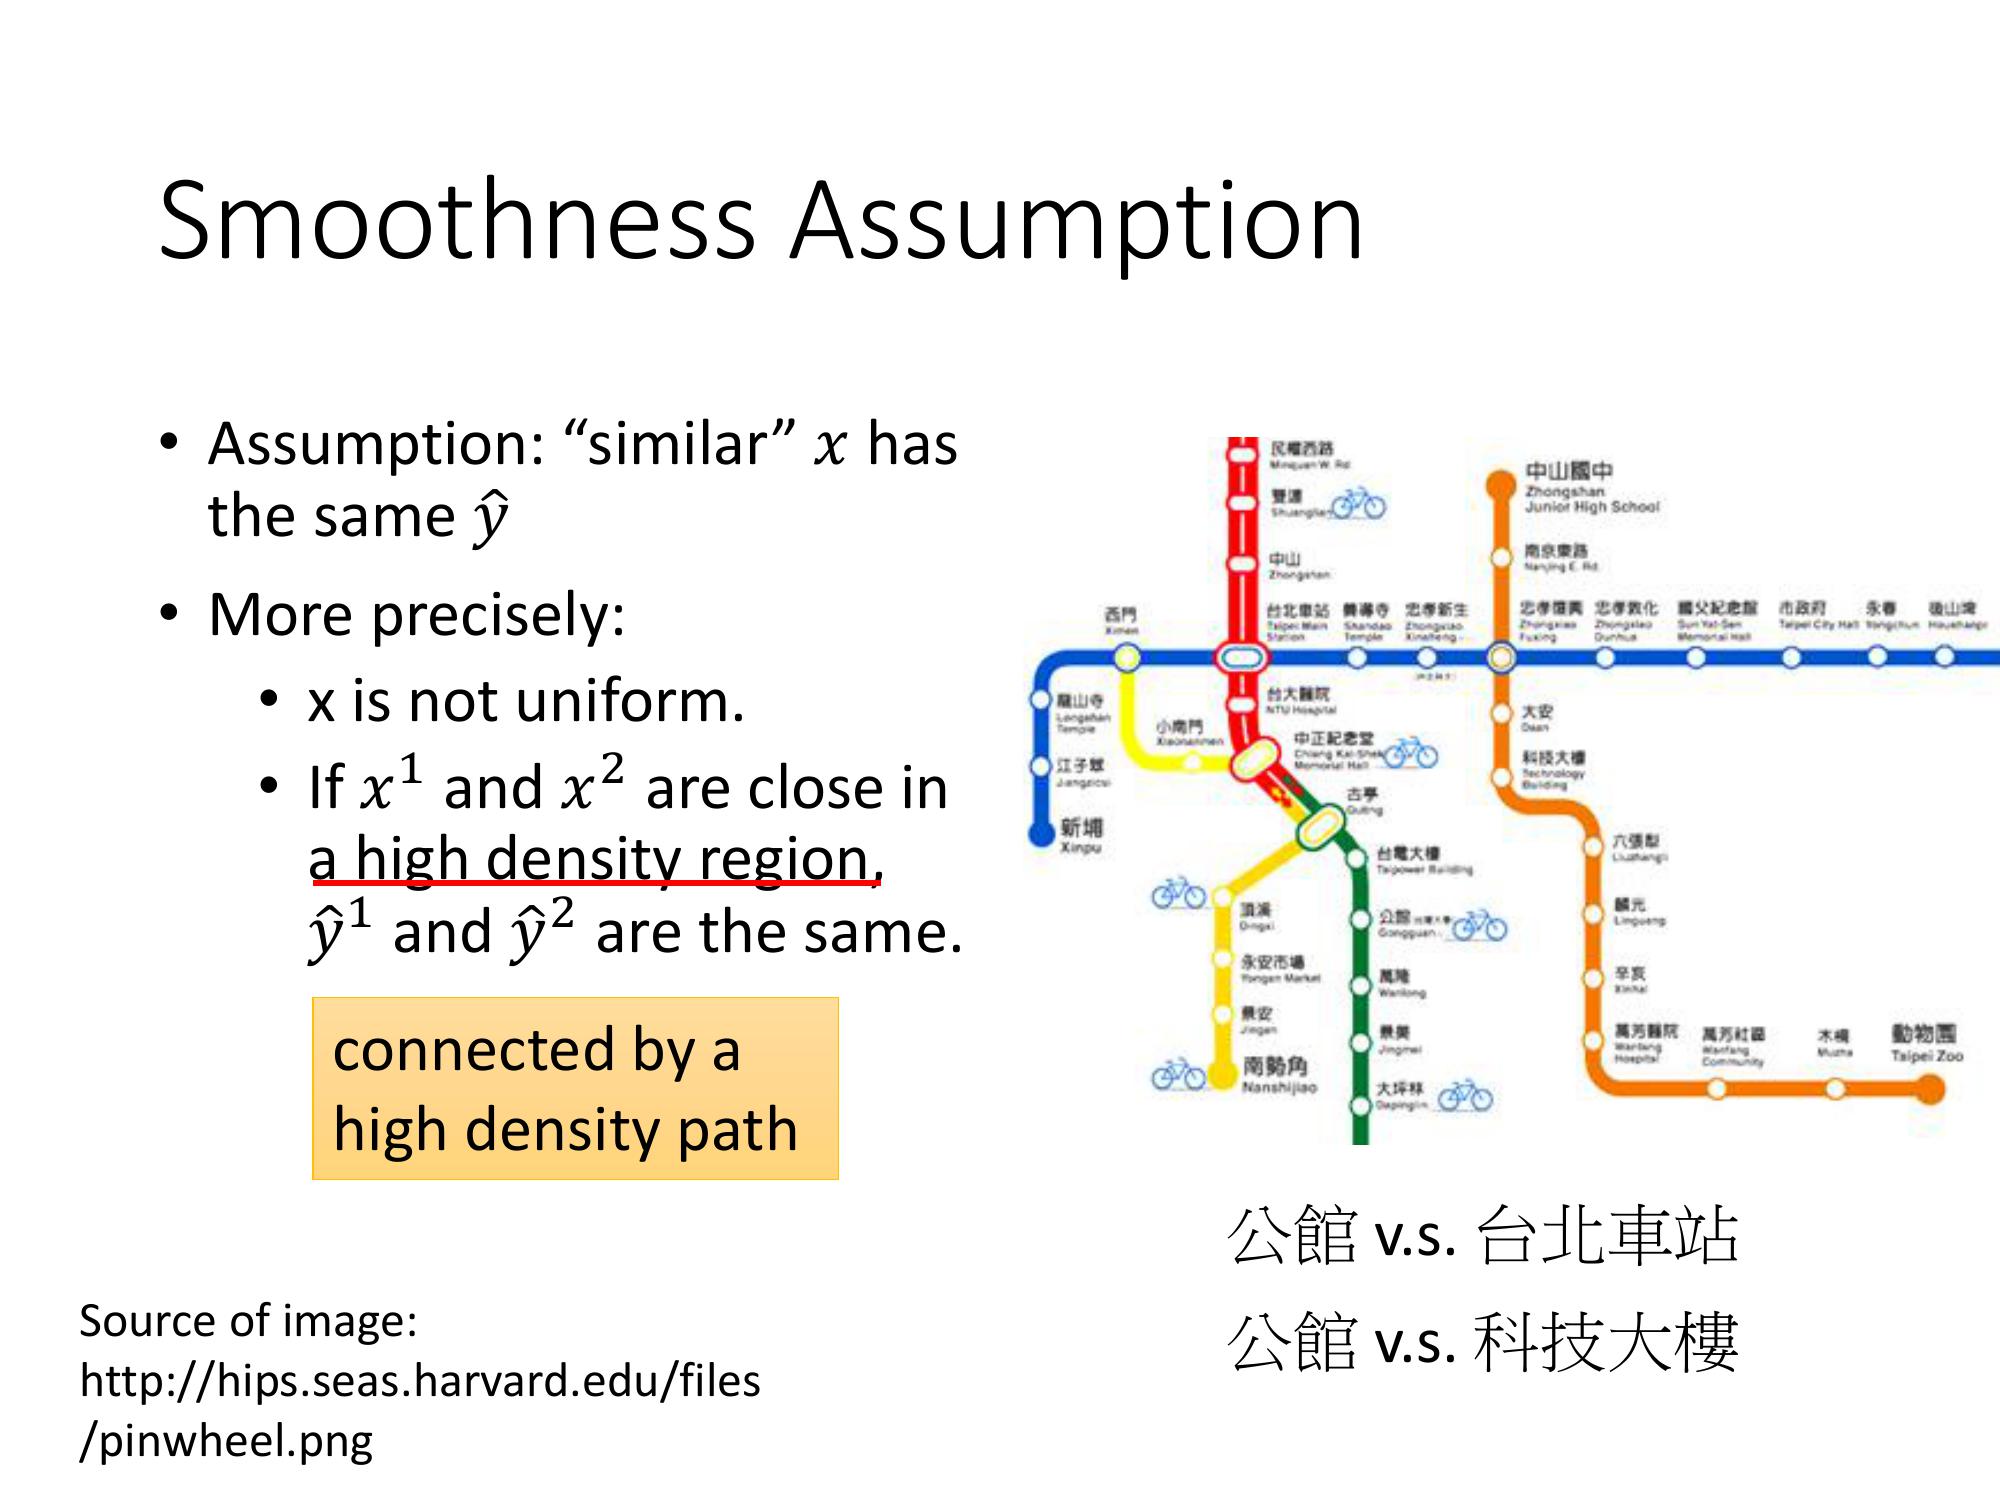 Smoothness Assumption
• Assumption: “similar” x has
the same ŷ
• More precisely:
• x is not uniform.
• If x¹ and x² are close in
a high density region,
ŷ¹ and ŷ² are the same.
connected by a
high density path
Source of image:
http://hips.seas.harvard.edu/files
/pinwheel.png
民權西路
Minquan W. Rd.
雙連
中山
Zhongshan
中山國中
Zhongshan
Junior High School
南京東路
Nanjing E. Rd.
西門
Ximen
台北車站
Taipei Main
Station
善導寺
Shandao
Temple
忠孝新生
Zhongxiao
Xinsheng
忠孝復興
Zhongxiao
Fuxing
忠孝敦化
Zhongxiao
Dunhua
國父紀念館
Sun Yat-Sen
Memorial Hall
市政府
Taipei City Hall
永春
Yongchun
後山埤
龍山寺
Longshan
Temple
江子翠
Jiangzicui
新埔
Xinpu
小南門
Xiaonanmen
台大醫院
NTU Hospital
中正紀念堂
Chiang Kai-Shek
Memorial Hall
古亭
Guting
大安
Daan
科技大樓
Technology
Building
六張犁
Liuzhangli
麟光
Linguang
辛亥
Xinhai
萬芳醫院
Wanfang
Hospital
萬芳社區
Wanfang
Community
木柵
Muzha
動物園
Taipei Zoo
台電大樓
Taipower Building
公館
Gongguan
萬隆
Wanlong
景美
Jingmei
大坪林
Dapinglin
頂溪
Dingxi
永安市場
Yongan Market
景安
Jingan
南勢角
Nanshijiao
公館 v.s. 台北車站
公館 v.s. 科技大樓